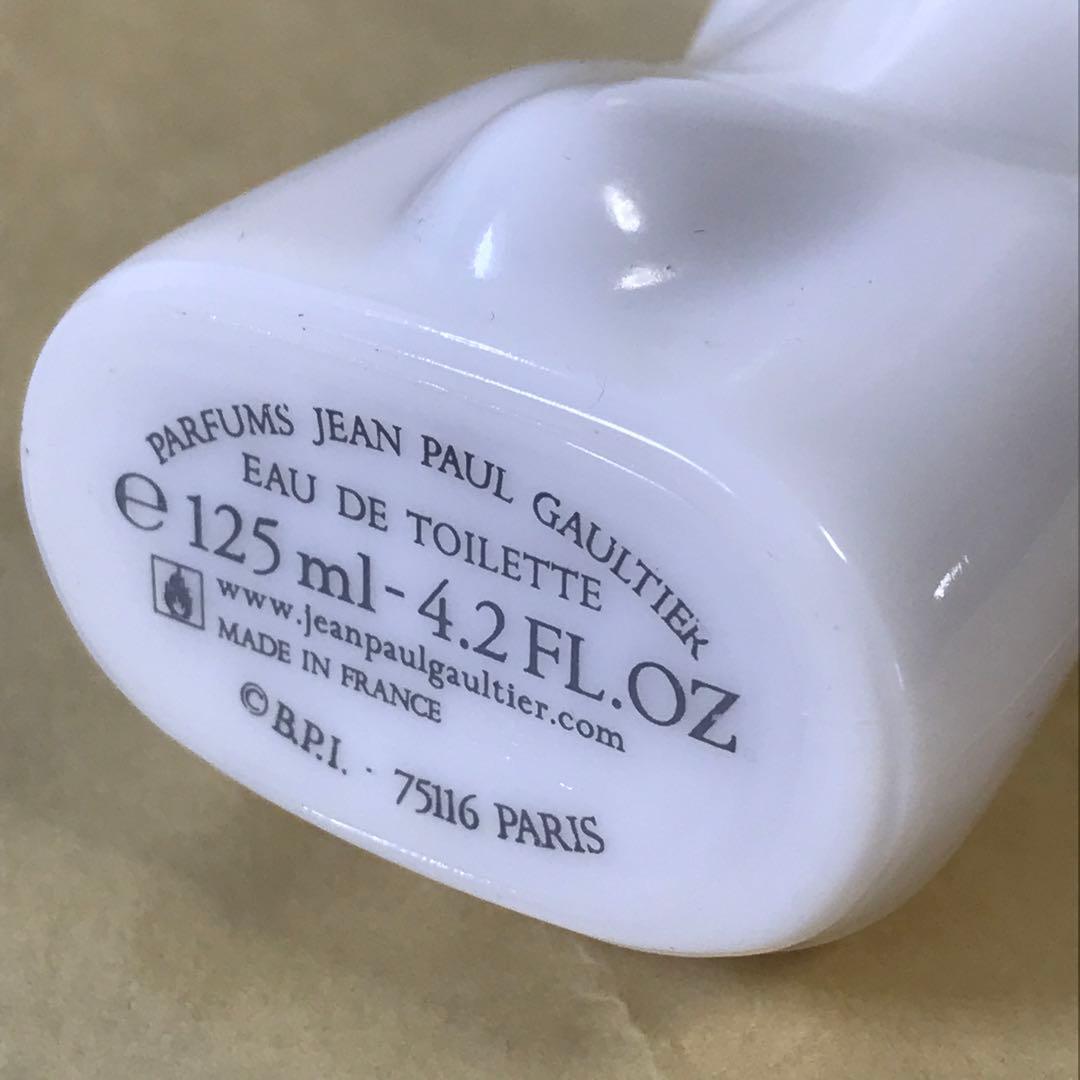 PARFUMS JEAN PAUL GAULTIER
EAU DE TOILETTE
℮ 125 ml - 4.2 FL.OZ
www.jeanpaulgaultier.com
MADE IN FRANCE
© B.P.I. · 75116 PARIS